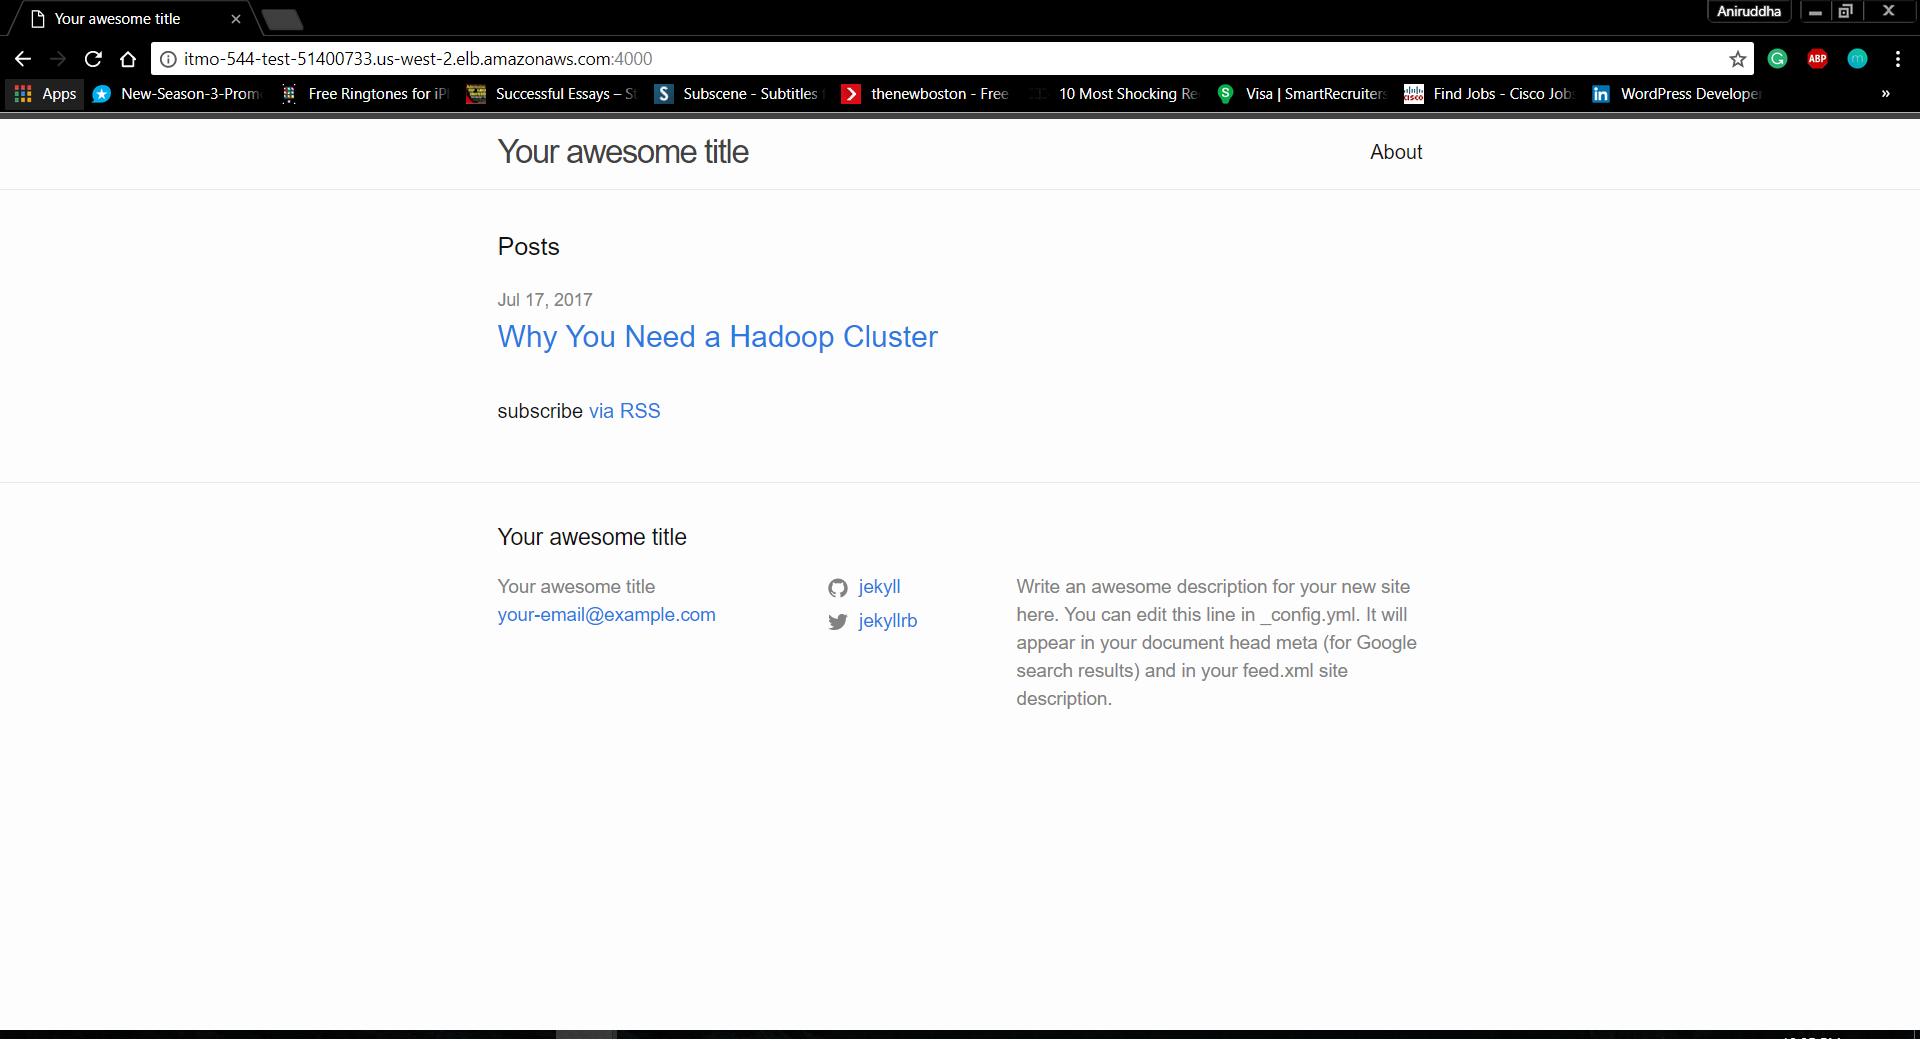 Your awesome title
Aniruddha
itmo-544-test-51400733.us-west-2.elb.amazonaws.com:4000
ABP
Apps
New-Season-3-Prom
Free Ringtones for iP
Successful Essays – St
Subscene - Subtitles
thenewboston - Free
10 Most Shocking Re
Visa | SmartRecruiters
Find Jobs - Cisco Job
WordPress Developer
»
Your awesome title
About
Posts
Jul 17, 2017
Why You Need a Hadoop Cluster
subscribe via RSS
Your awesome title
Your awesome title
your-email@example.com
jekyll
jekyllrb
Write an awesome description for your new site
here. You can edit this line in _config.yml. It will
appear in your document head meta (for Google
search results) and in your feed.xml site
description.